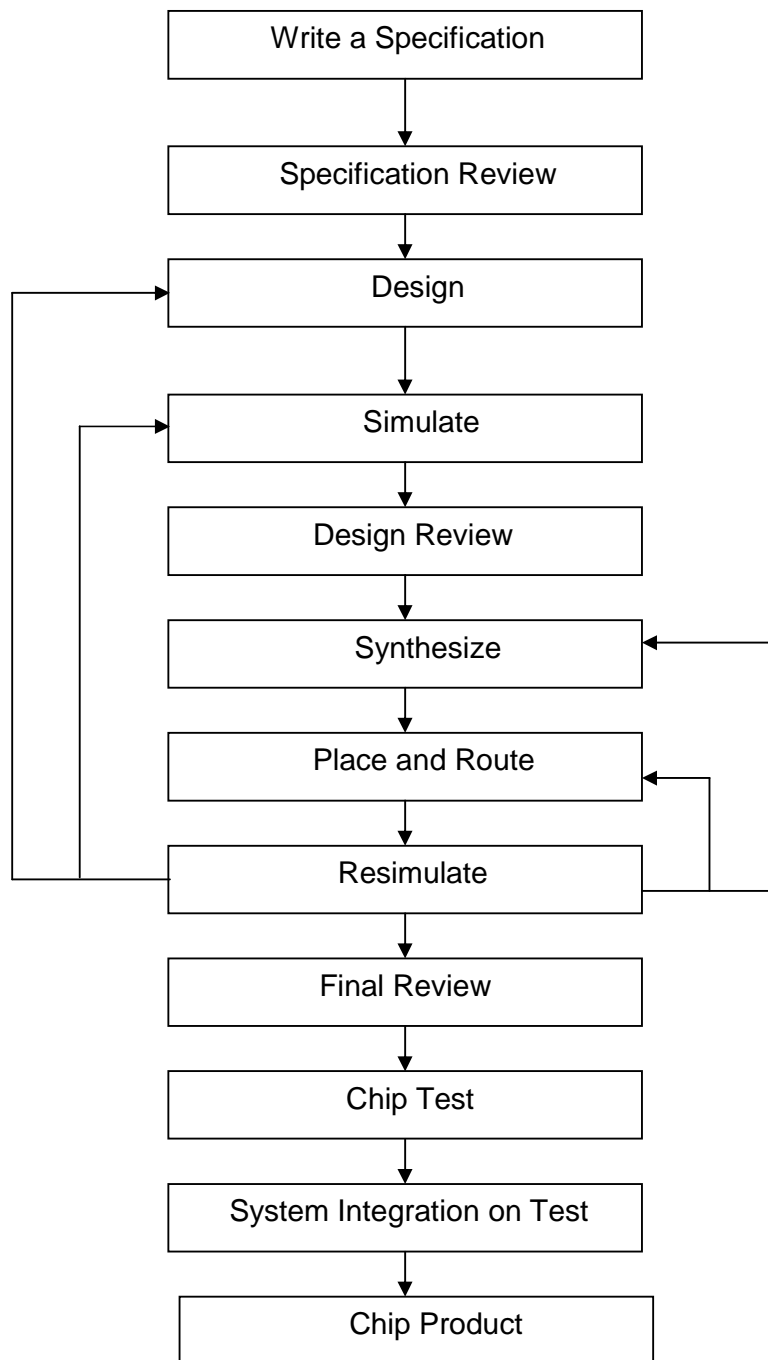 Write a Specification
Specification Review
Design
Simulate
Design Review
Synthesize
Place and Route
Resimulate
Final Review
Chip Test
System Integration on Test
Chip Product